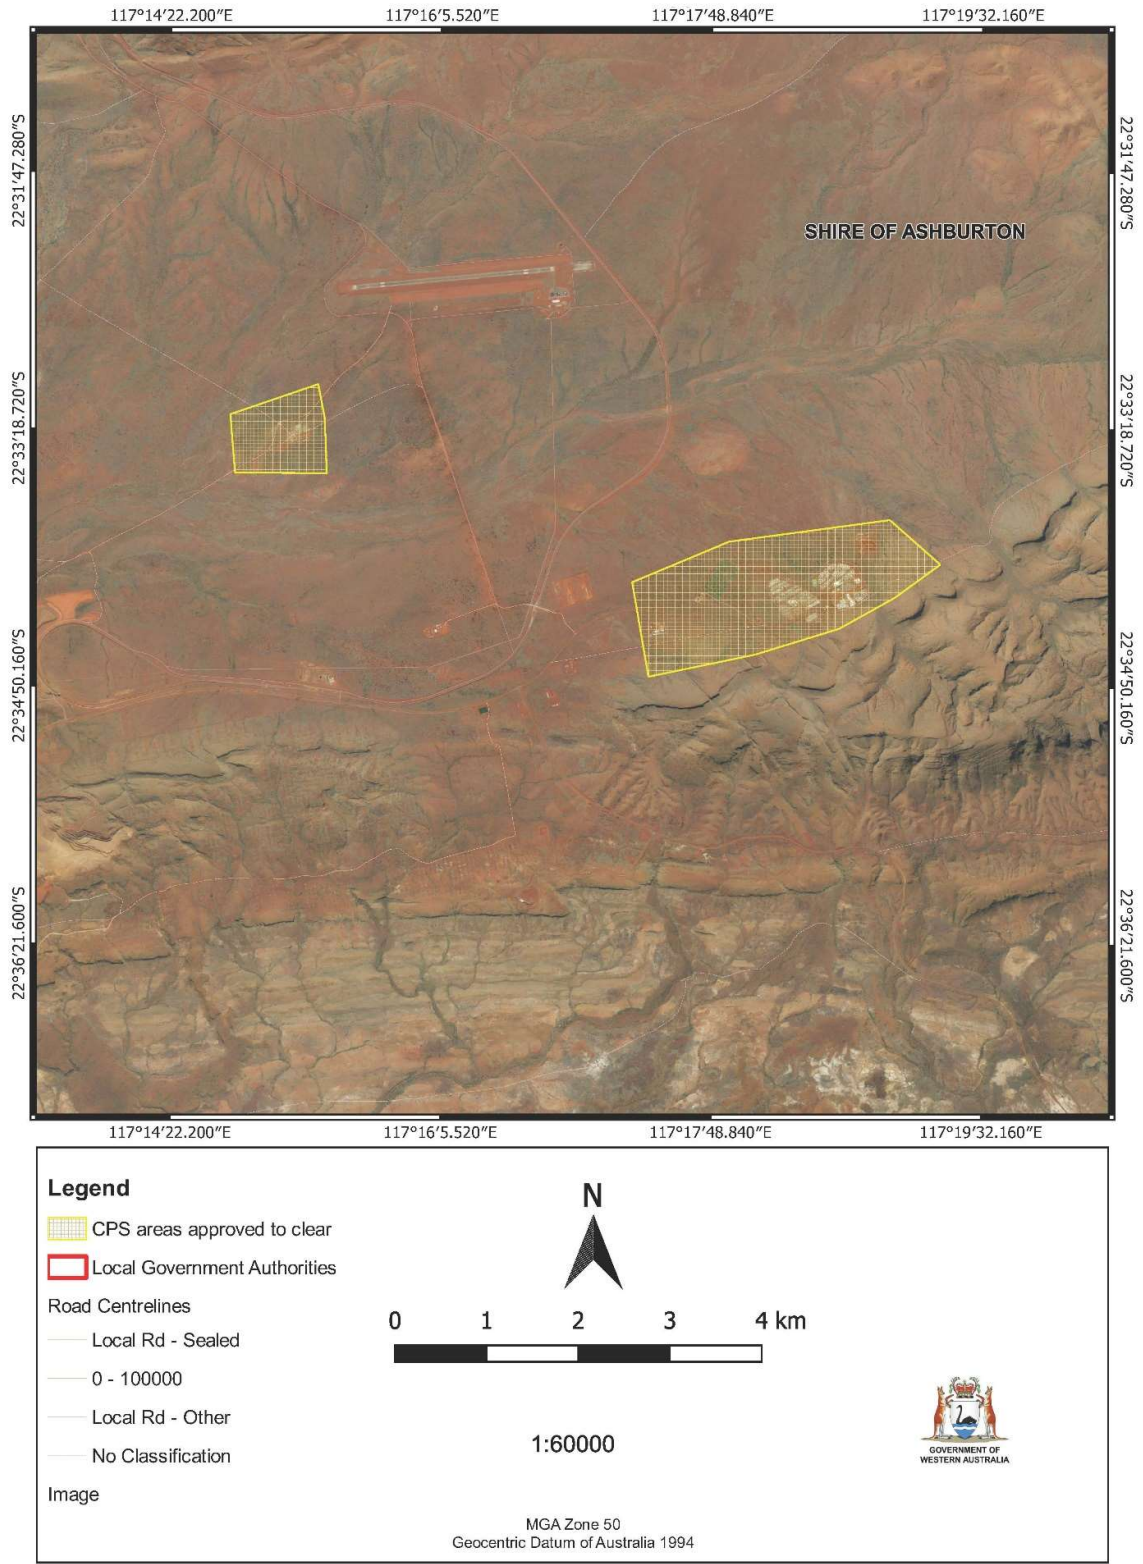 117°14′22.200″E 117°16′5.520″E 117°17′48.840″E 117°19′32.160″E
22°31′47.280″S 22°31′47.280″S
SHIRE OF ASHBURTON
22°33′18.720″S 22°33′18.720″S
22°34′50.160″S 22°34′50.160″S
22°36′21.600″S 22°36′21.600″S
117°14′22.200″E 117°16′5.520″E 117°17′48.840″E 117°19′32.160″E
Legend
CPS areas approved to clear
Local Government Authorities
Road Centrelines
Local Rd - Sealed
0 - 100000
Local Rd - Other
No Classification
Image
N
0 1 2 3 4 km
1:60000
GOVERNMENT OF
WESTERN AUSTRALIA
MGA Zone 50
Geocentric Datum of Australia 1994